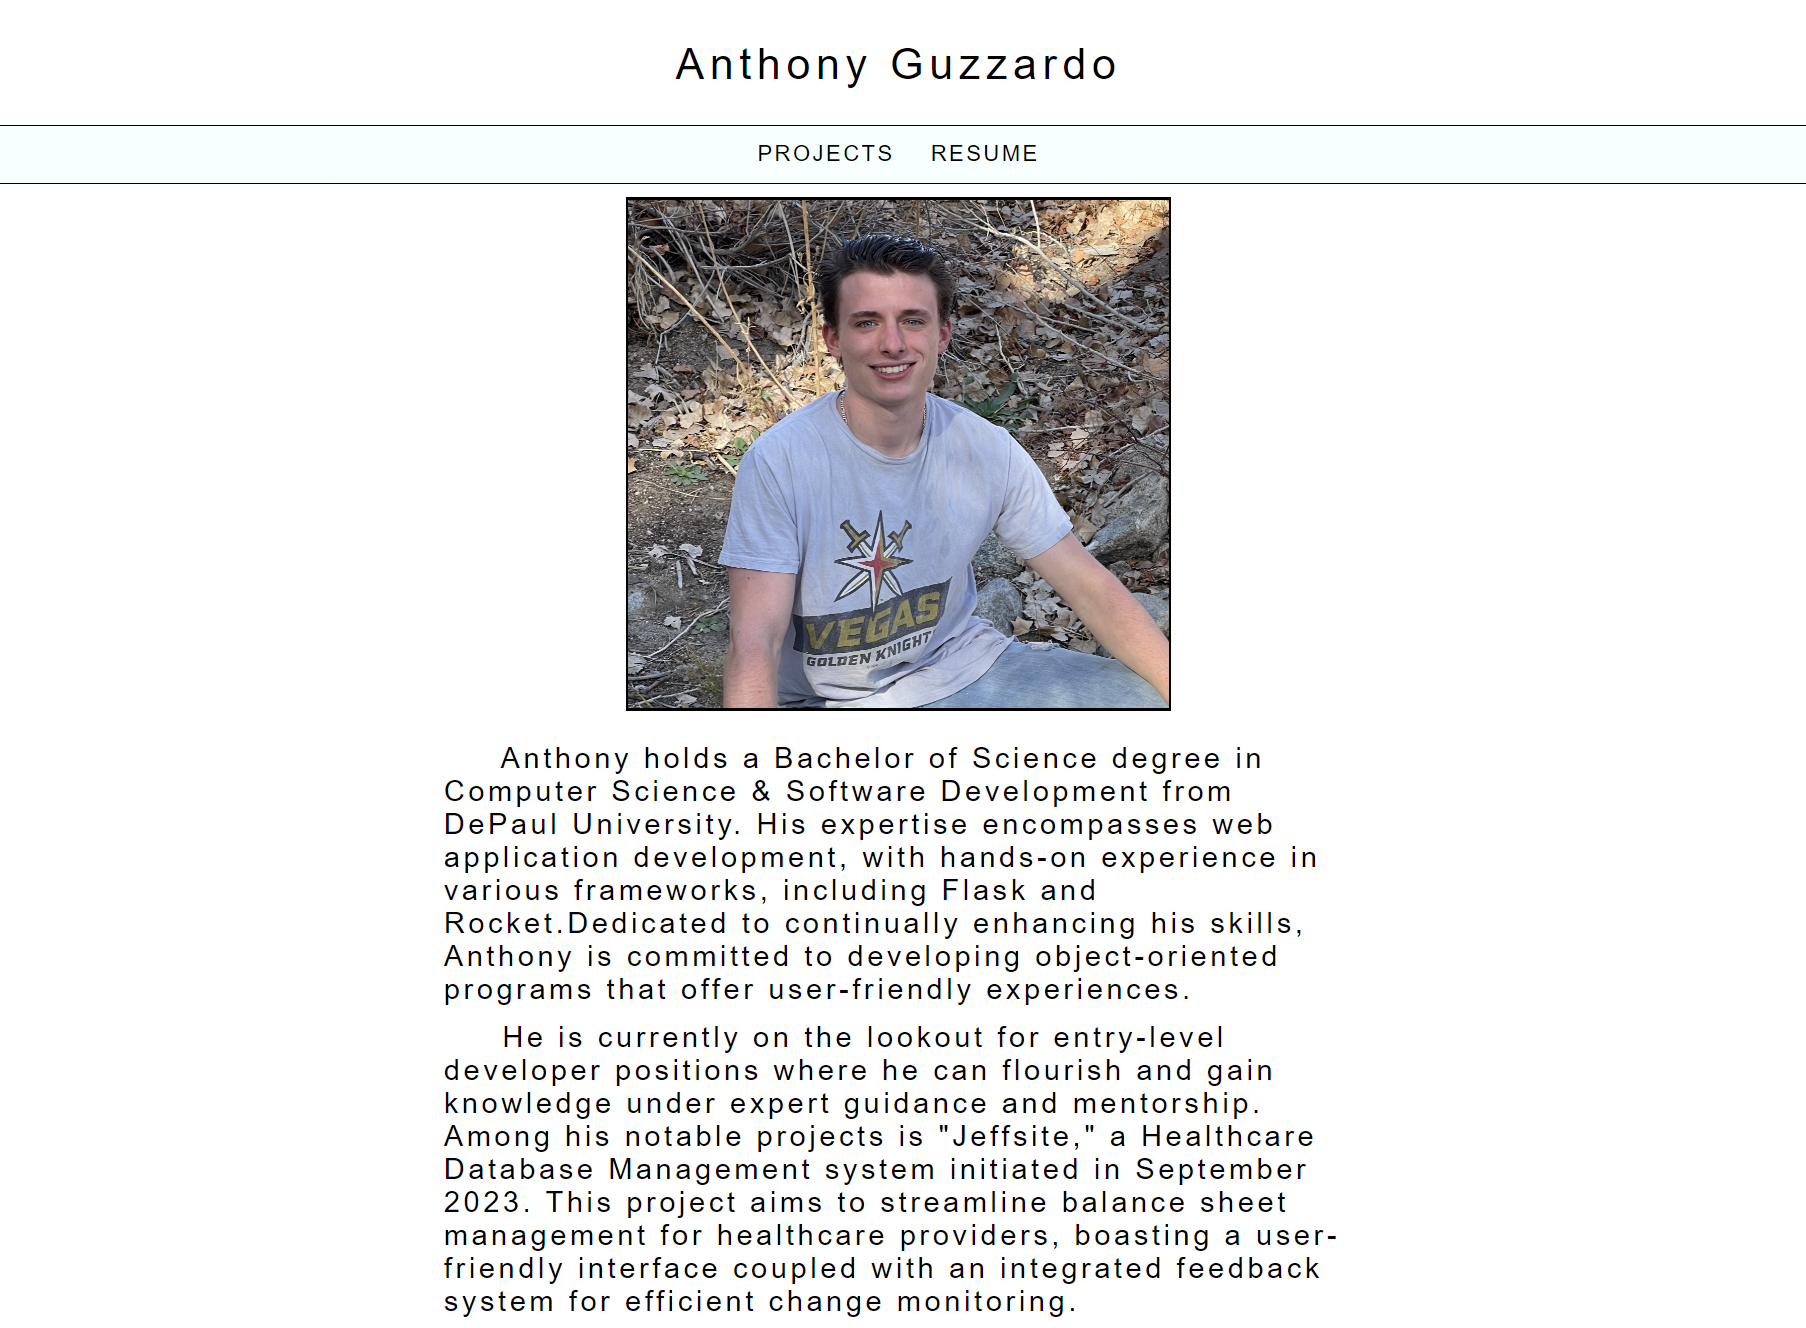 Anthony Guzzardo
PROJECTS RESUME
VEGAS
GOLDEN KNIGHTS
Anthony holds a Bachelor of Science degree in
Computer Science & Software Development from
DePaul University. His expertise encompasses web
application development, with hands-on experience in
various frameworks, including Flask and
Rocket.Dedicated to continually enhancing his skills,
Anthony is committed to developing object-oriented
programs that offer user-friendly experiences.
He is currently on the lookout for entry-level
developer positions where he can flourish and gain
knowledge under expert guidance and mentorship.
Among his notable projects is "Jeffsite," a Healthcare
Database Management system initiated in September
2023. This project aims to streamline balance sheet
management for healthcare providers, boasting a user-
friendly interface coupled with an integrated feedback
system for efficient change monitoring.